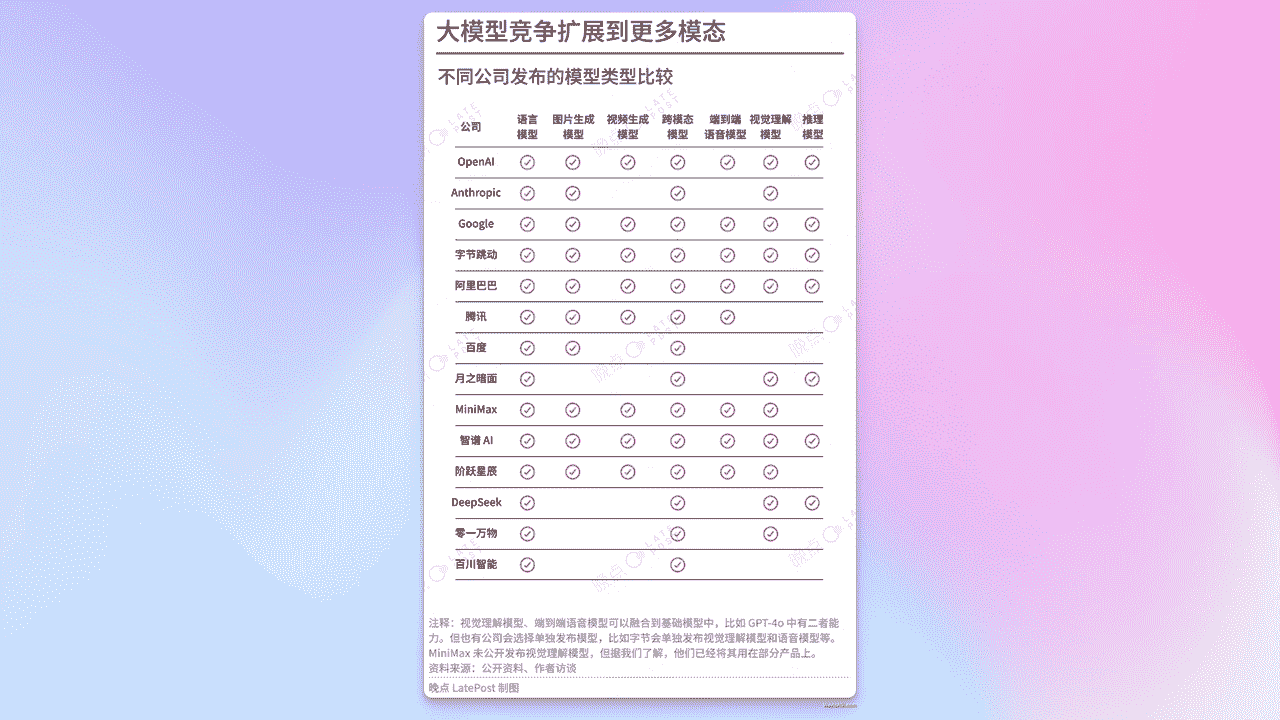 大模型竞争扩展到更多模态
不同公司发布的模型类型比较
公司 语言模型 图片生成模型 视频生成模型 跨模态模型 端到端语音模型 视觉理解模型 推理模型
OpenAI ✓ ✓ ✓ ✓ ✓ ✓ ✓
Anthropic ✓ ✓ ✓ ✓
Google ✓ ✓ ✓ ✓ ✓ ✓ ✓
字节跳动 ✓ ✓ ✓ ✓ ✓ ✓ ✓
阿里巴巴 ✓ ✓ ✓ ✓ ✓ ✓ ✓
腾讯 ✓ ✓ ✓ ✓ ✓
百度 ✓ ✓ ✓
月之暗面 ✓ ✓ ✓ ✓
MiniMax ✓ ✓ ✓ ✓ ✓ ✓
智谱 AI ✓ ✓ ✓ ✓ ✓ ✓ ✓
阶跃星辰 ✓ ✓ ✓ ✓ ✓ ✓
DeepSeek ✓ ✓ ✓ ✓
零一万物 ✓ ✓ ✓
百川智能 ✓ ✓
注释：视觉理解模型、端到端语音模型可以融合到基础模型中，比如 GPT-4o 中有二者能
力。但也有公司会选择单独发布模型，比如字节会单独发布视觉理解模型和语音模型等。
MiniMax 未公开发布视觉理解模型，但据我们了解，他们已经将其用在部分产品上。
资料来源：公开资料、作者访谈
晚点 LatePost 制图